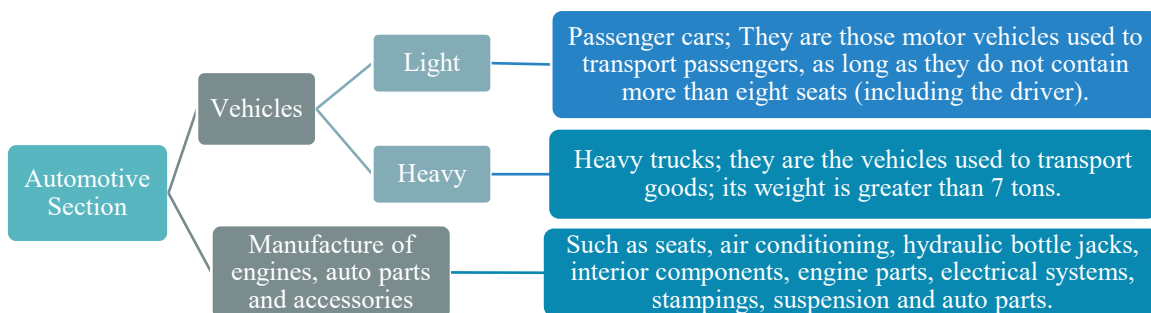 Automotive
Section
Vehicles
Light
Passenger cars; They are those motor vehicles used to
transport passengers, as long as they do not contain
more than eight seats (including the driver).
Heavy
Heavy trucks; they are the vehicles used to transport
goods; its weight is greater than 7 tons.
Manufacture of
engines, auto parts
and accessories
Such as seats, air conditioning, hydraulic bottle jacks,
interior components, engine parts, electrical systems,
stampings, suspension and auto parts.